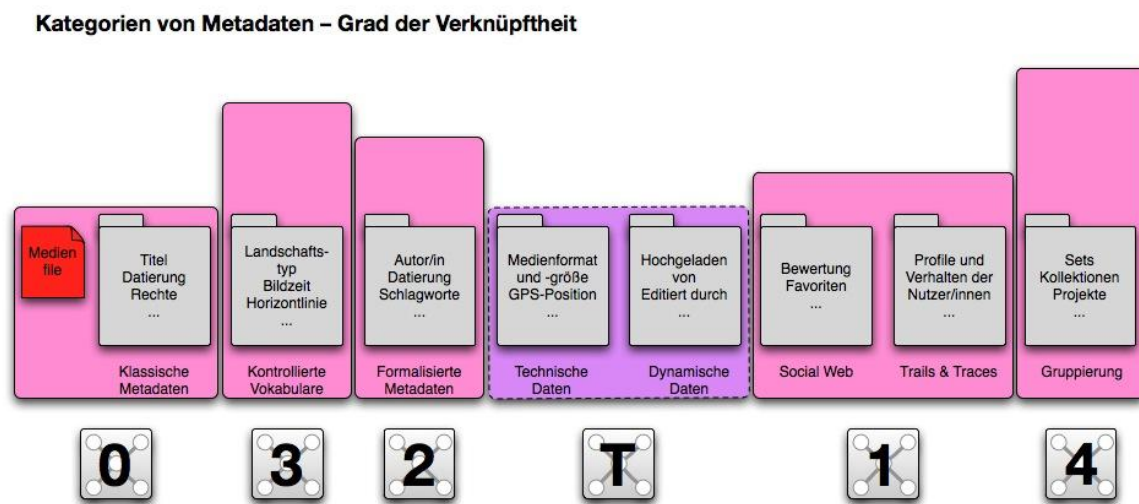 Kategorien von Metadaten – Grad der Verknüpftheit
Medien
file
Titel
Datierung
Rechte
...
Klassische
Metadaten
Landschafts-
typ
Bildzeit
Horizontlinie
...
Kontrollierte
Vokabulare
Autor/in
Datierung
Schlagworte
...
Formalisierte
Metadaten
Medienformat
und -größe
GPS-Position
...
Technische
Daten
Hochgeladen
von
Editiert durch
...
Dynamische
Daten
Bewertung
Favoriten
...
Social Web
Profile und
Verhalten der
Nutzer/innen
...
Trails & Traces
Sets
Kollektionen
Projekte
...
Gruppierung
0
3
2
T
1
4